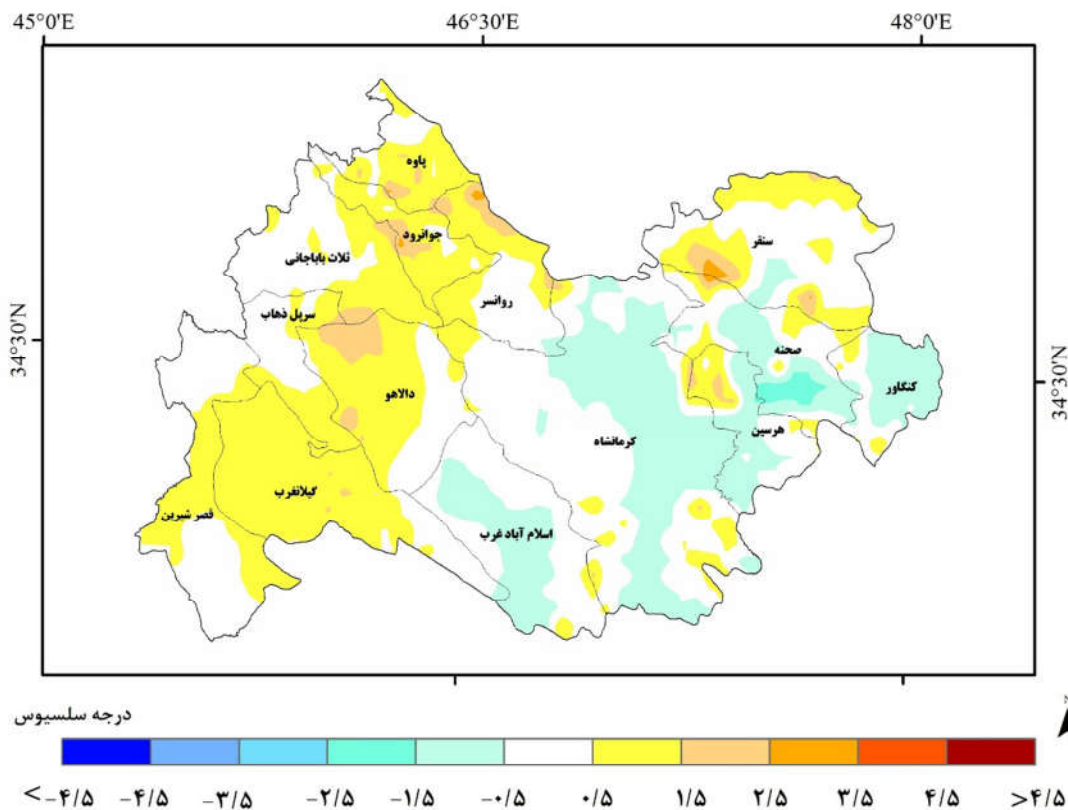 45°0'E 46°30'E 48°0'E
34°30'N
34°30'N
پاوه
جوانرود
ثلاث باباجانی
روانسر
سنقر
سرپل ذهاب
صحنه
کنگاور
دالاهو
هرسین
کرمانشاه
گیلانغرب
قصر شیرین
اسلام آباد غرب
درجه سلسیوس
N
<−۴/۵ −۴/۵ −۳/۵ −۲/۵ −۱/۵ −۰/۵ ۰/۵ ۱/۵ ۲/۵ ۳/۵ ۴/۵ >۴/۵